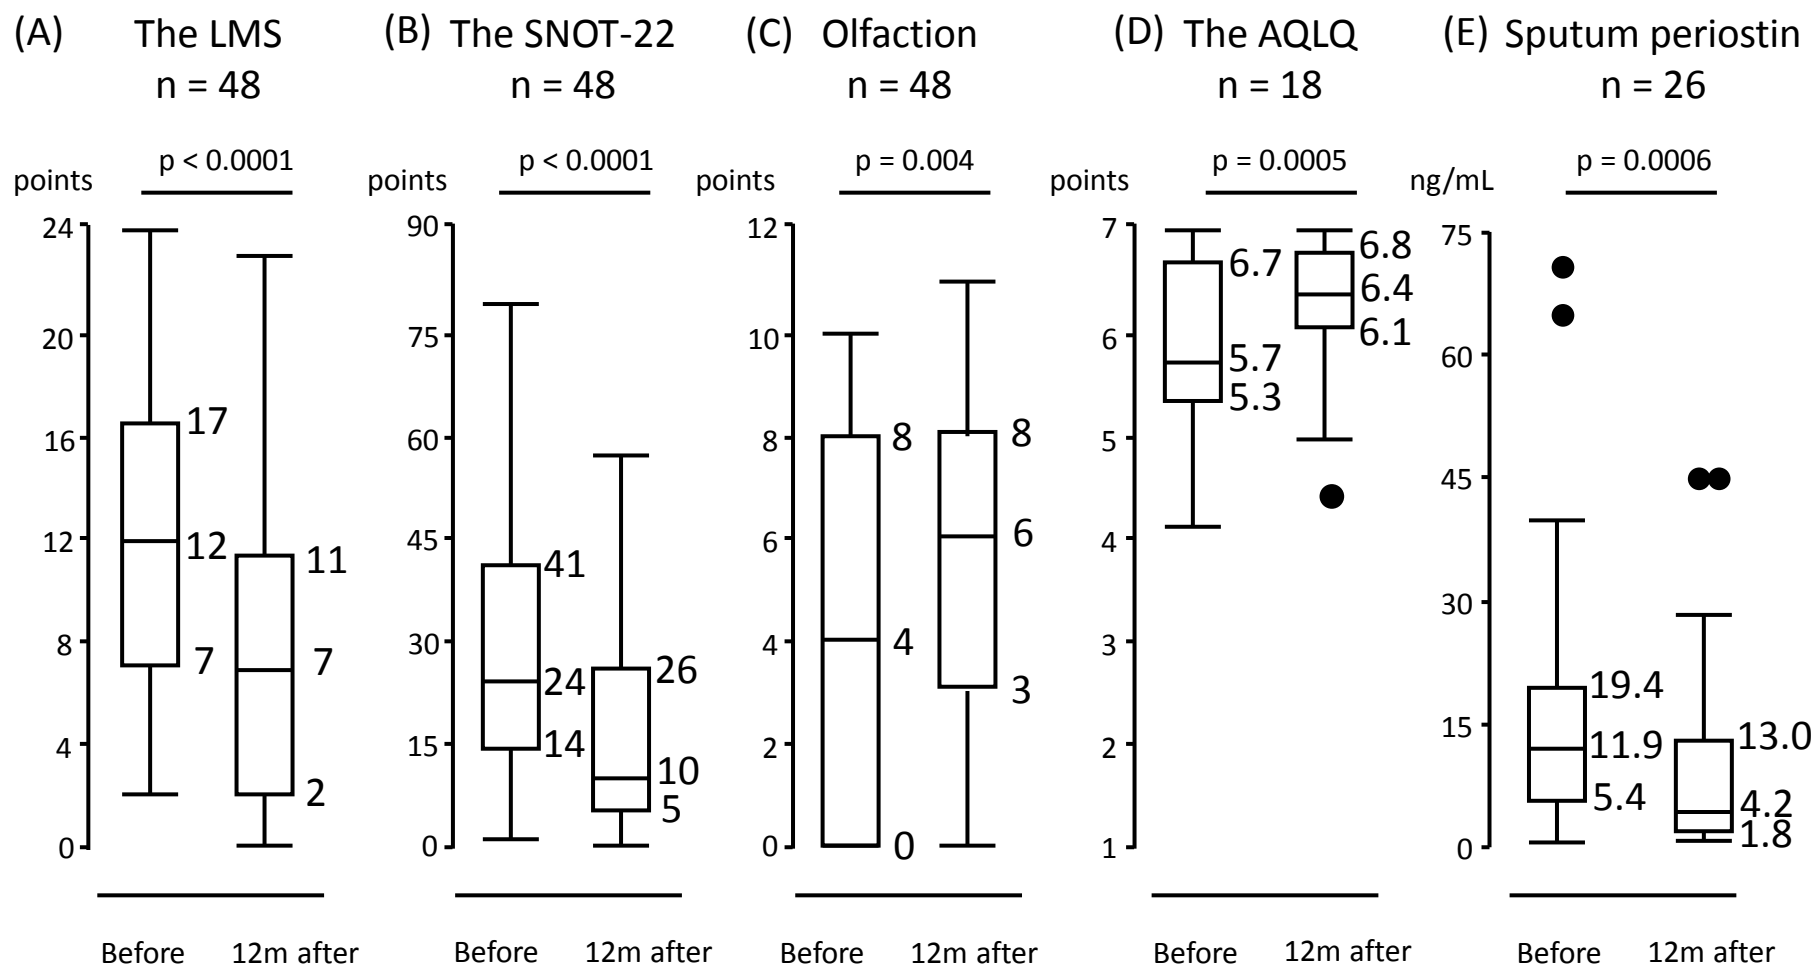 (A) The LMS
n = 48
p < 0.0001
points
24
20
16
12
8
4
0
17
12
7
11
7
2
Before 12m after
(B) The SNOT-22
n = 48
p < 0.0001
points
90
75
60
45
30
15
0
41
24
14
26
10
5
Before 12m after
(C) Olfaction
n = 48
p = 0.004
points
12
10
8
6
4
2
0
8
4
0
8
6
3
Before 12m after
(D) The AQLQ
n = 18
p = 0.0005
points
7
6
5
4
3
2
1
6.7
5.7
5.3
6.8
6.4
6.1
Before 12m after
(E) Sputum periostin
n = 26
p = 0.0006
ng/mL
75
60
45
30
15
0
19.4
11.9
5.4
13.0
4.2
1.8
Before 12m after